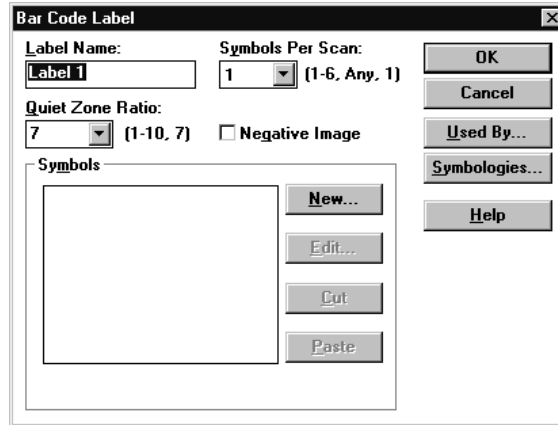 Bar Code Label
Label Name:
Label 1
Symbols Per Scan:
1 (1-6, Any, 1)
Quiet Zone Ratio:
7 (1-10, 7)
Negative Image
OK
Cancel
Used By...
Symbologies...
Help
Symbols
New...
Edit...
Cut
Paste